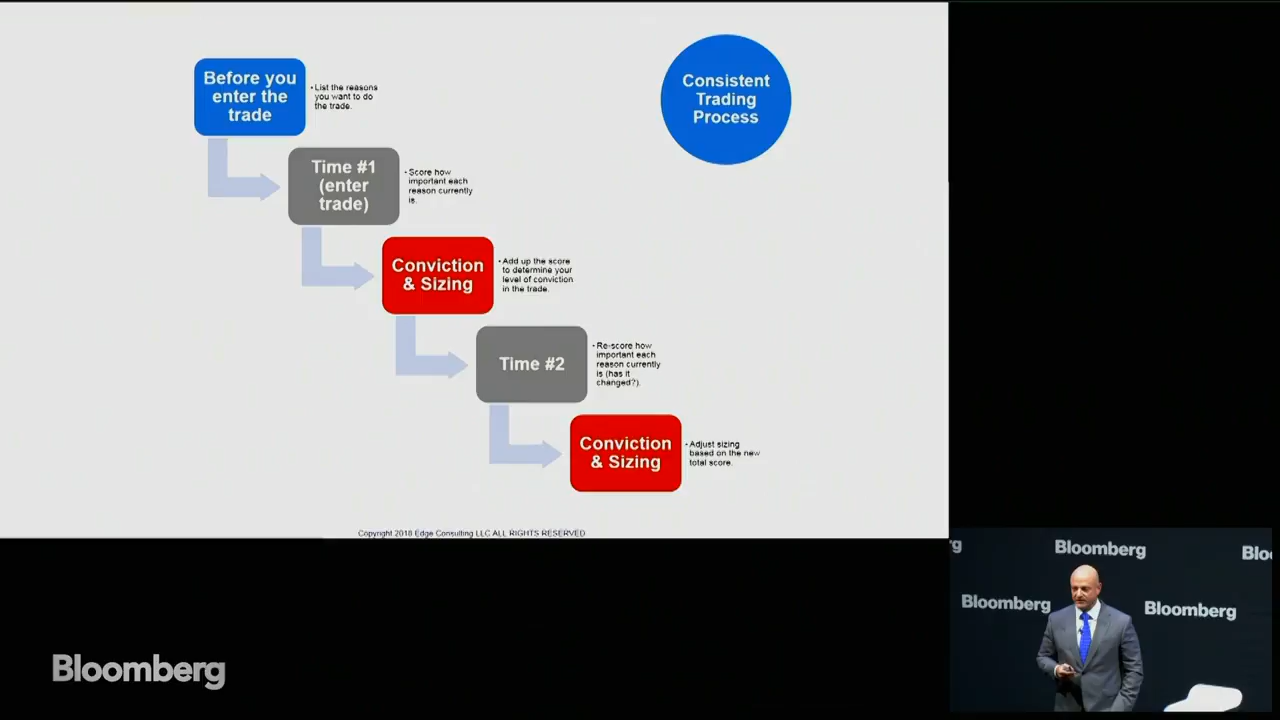 Before you
enter the
trade
• List the reasons
you want to do
the trade.
Consistent
Trading
Process
Time #1
(enter
trade)
• Score how
important each
reason currently
is.
Conviction
& Sizing
• Add up the score
to determine your
level of conviction
in the trade.
Time #2
• Re-score how
important each
reason currently
is (has it
changed?).
Conviction
& Sizing
• Adjust sizing
based on the new
total score.
Copyright 2018 Edge Consulting LLC ALL RIGHTS RESERVED
rg
Bloomberg
Bloo
Bloomberg
Bloomberg
Bloomberg